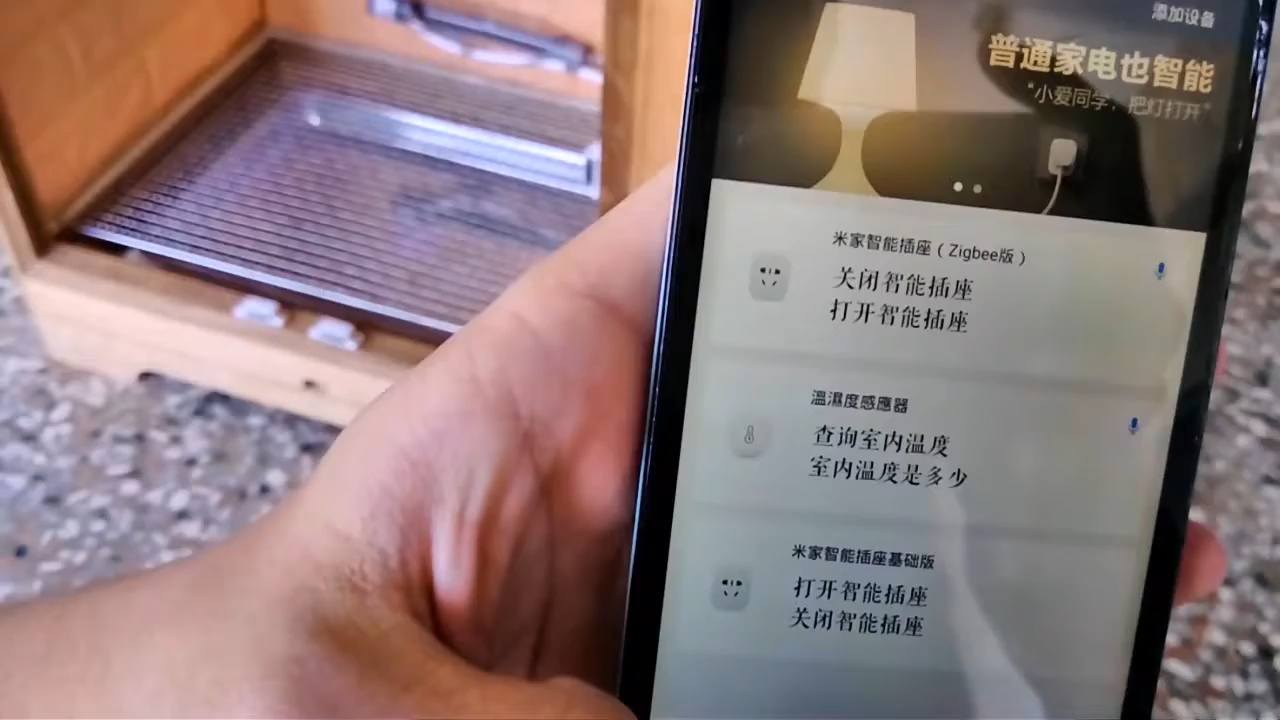 添加设备
普通家电也智能
“小爱同学，把灯打开”
米家智能插座（Zigbee版）
关闭智能插座
打开智能插座
溫濕度感應器
查询室内温度
室内温度是多少
米家智能插座基础版
打开智能插座
关闭智能插座